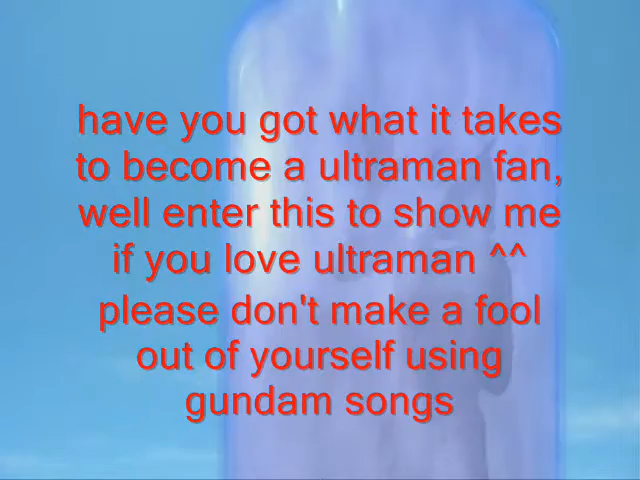 have you got what it takes
to become a ultraman fan,
well enter this to show me
if you love ultraman ^^
please don't make a fool
out of yourself using
gundam songs